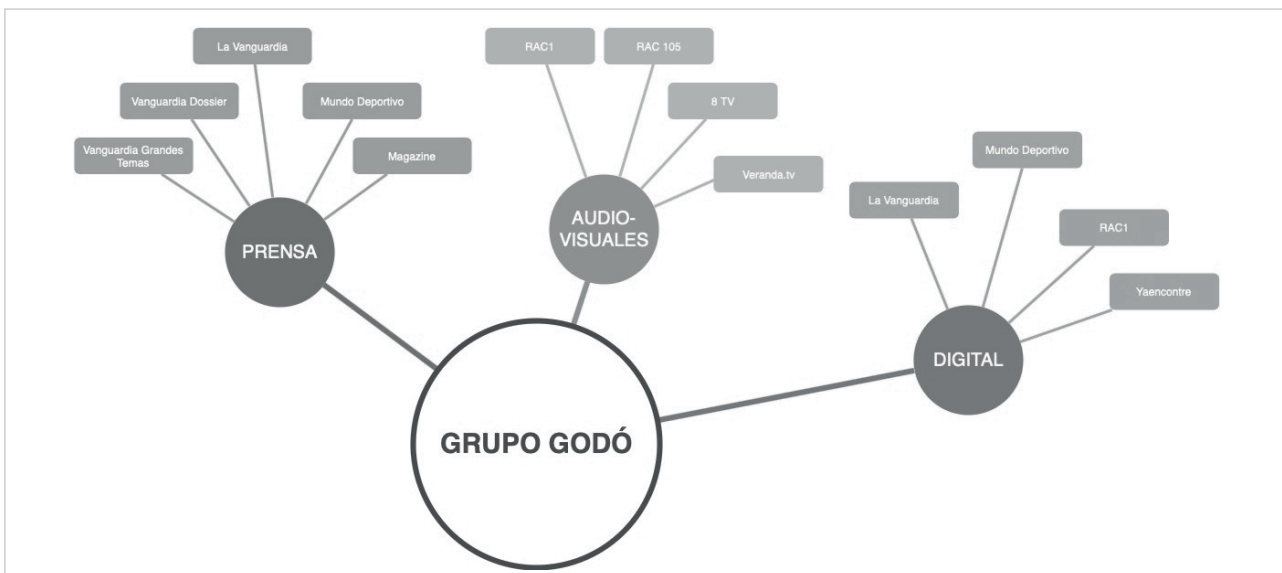 La Vanguardia
Vanguardia Dossier
Mundo Deportivo
Vanguardia Grandes
Temas
Magazine
PRENSA
RAC1
RAC 105
8 TV
Veranda.tv
AUDIO-
VISUALES
Mundo Deportivo
La Vanguardia
RAC1
Yaencontre
DIGITAL
GRUPO GODÓ